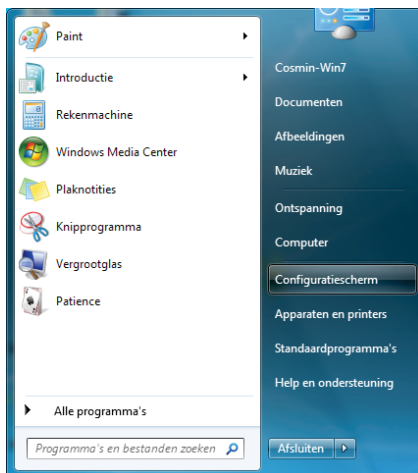 Paint
Introductie
Rekenmachine
Windows Media Center
Plaknotities
Knipprogramma
Vergrootglas
Patience
Alle programma's
Programma's en bestanden zoeken
Cosmin-Win7
Documenten
Afbeeldingen
Muziek
Ontspanning
Computer
Configuratiescherm
Apparaten en printers
Standaardprogramma's
Help en ondersteuning
Afsluiten